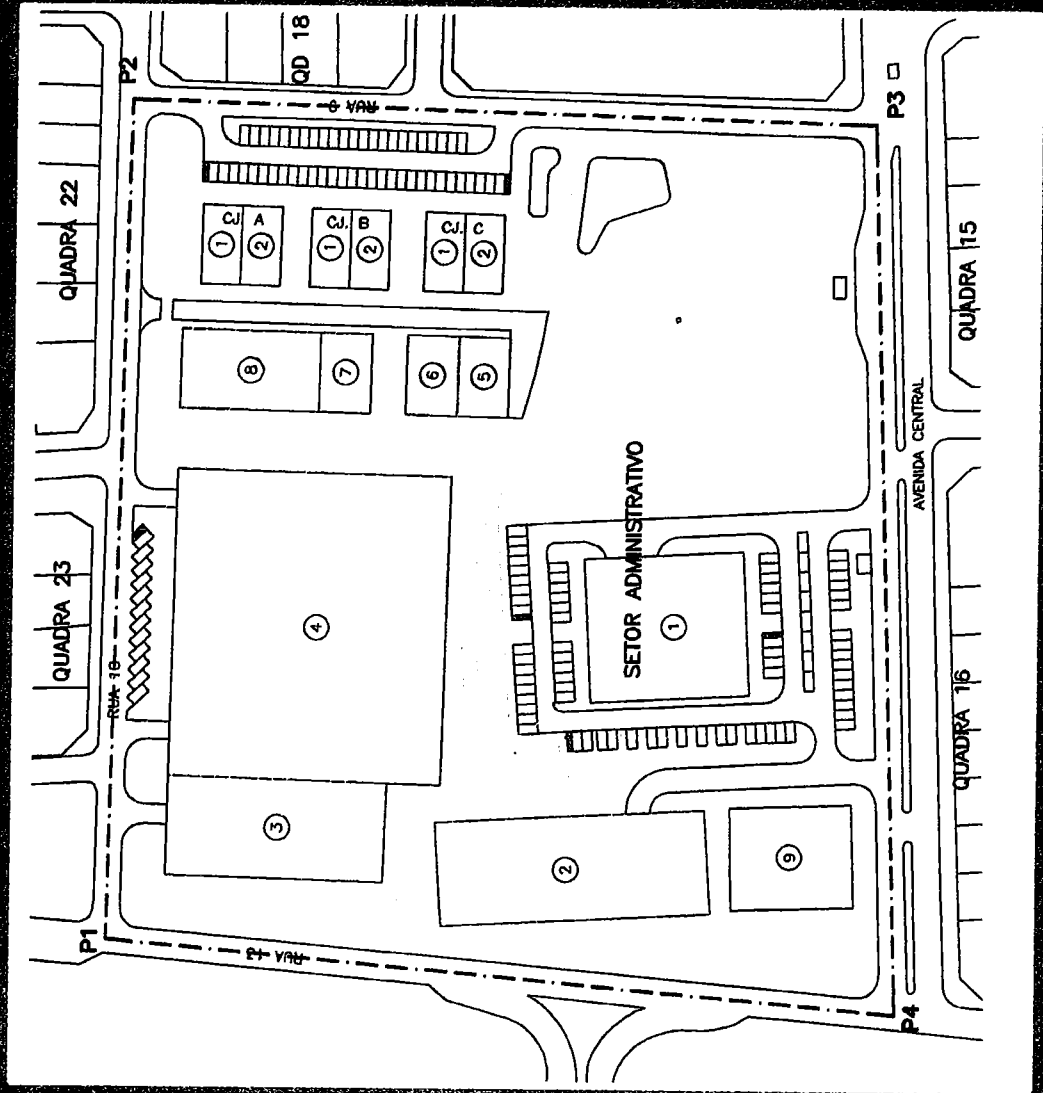 P1
P2
P3
P4
QUADRA 23
QUADRA 22
QD 18
RUA 18
RUA 9
RUA 12
CJ. A
1
2
CJ. B
1
2
CJ. C
1
2
8
7
6
5
4
3
SETOR ADMINISTRATIVO
1
2
9
AVENIDA CENTRAL
QUADRA 16
QUADRA 15